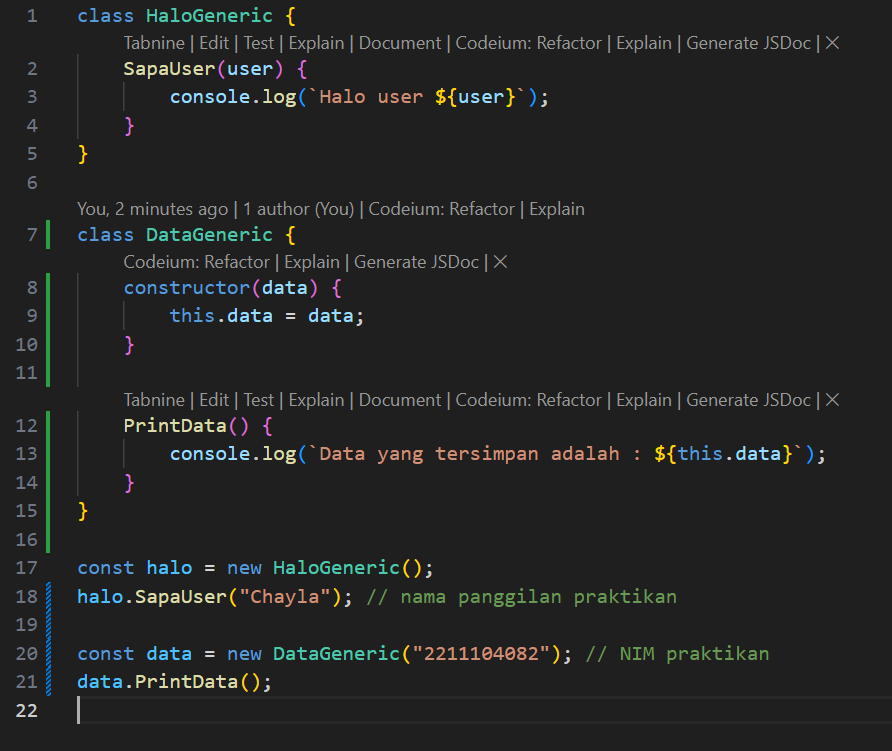 1 class HaloGeneric {
Tabnine | Edit | Test | Explain | Document | Codeium: Refactor | Explain | Generate JSDoc | ×
2 SapaUser(user) {
3 console.log(`Halo user ${user}`);
4 }
5 }
6
You, 2 minutes ago | 1 author (You) | Codeium: Refactor | Explain
7 class DataGeneric {
Codeium: Refactor | Explain | Generate JSDoc | ×
8 constructor(data) {
9 this.data = data;
10 }
11
Tabnine | Edit | Test | Explain | Document | Codeium: Refactor | Explain | Generate JSDoc | ×
12 PrintData() {
13 console.log(`Data yang tersimpan adalah : ${this.data}`);
14 }
15 }
16
17 const halo = new HaloGeneric();
18 halo.SapaUser("Chayla"); // nama panggilan praktikan
19
20 const data = new DataGeneric("2211104082"); // NIM praktikan
21 data.PrintData();
22